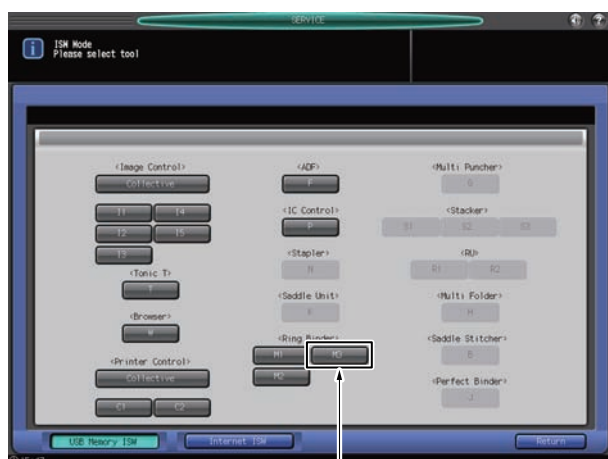 SERVICE
ISW Mode
Please select tool
<Image Control>
Collective
I1 I4
I2 I5
I3
<Tonic T>
T
<Browser>
W
<Printer Control>
Collective
C1 C2
<ADF>
F
<IC Control>
P
<Stapler>
N
<Saddle Unit>
<Ring Binder>
M1 M3
M2
<Multi Puncher>
<Stacker>
S1 S2 S3
<RU>
R1 R2
<Multi Folder>
H
<Saddle Stitcher>
B
<Perfect Binder>
J
USB Memory ISW
Internet ISW
Return